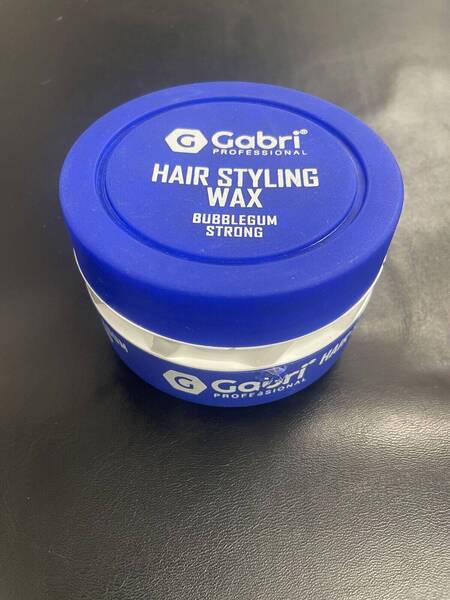 Gabri®
PROFESSIONAL
HAIR STYLING
WAX
BUBBLEGUM
STRONG
Gabri
PROFESSIONAL